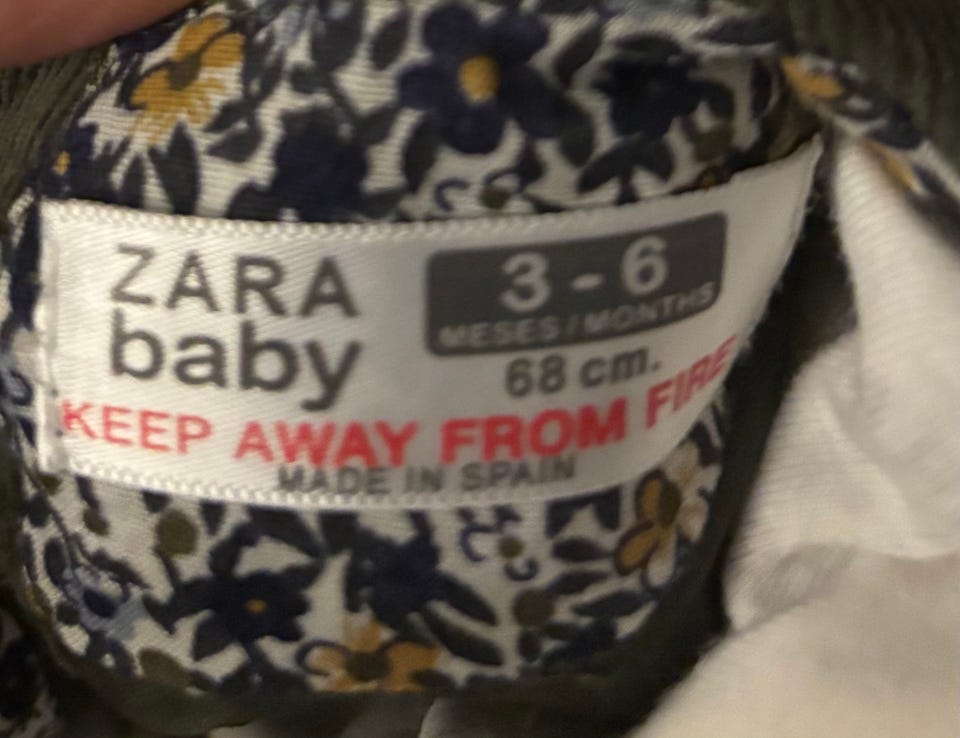 ZARA
baby
3 - 6
MESES / MONTHS
68 cm.
KEEP AWAY FROM FIRE
MADE IN SPAIN